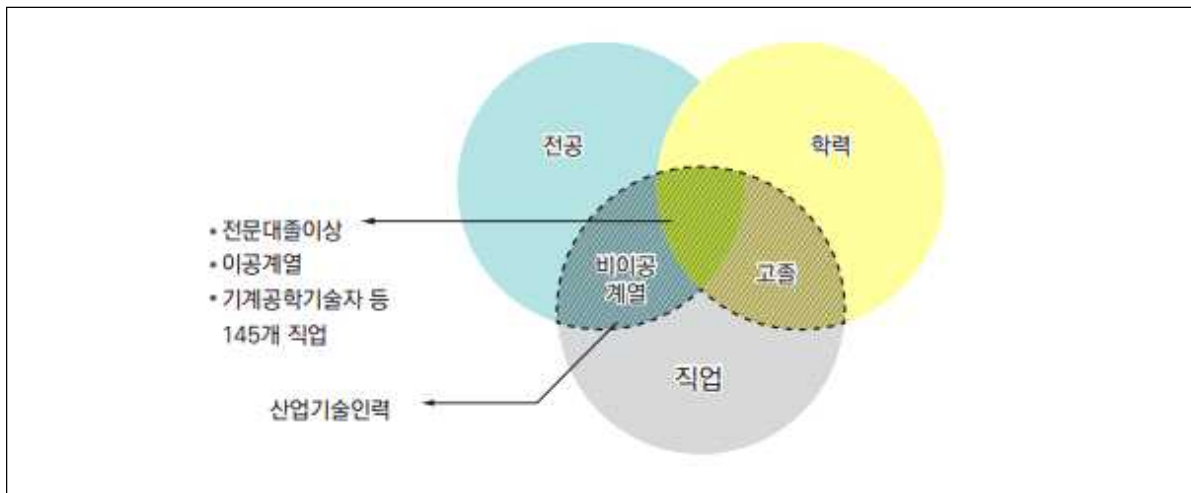 전공
학력
• 전문대졸이상
• 이공계열
• 기계공학기술자 등
145개 직업
비이공
계열
고졸
직업
산업기술인력